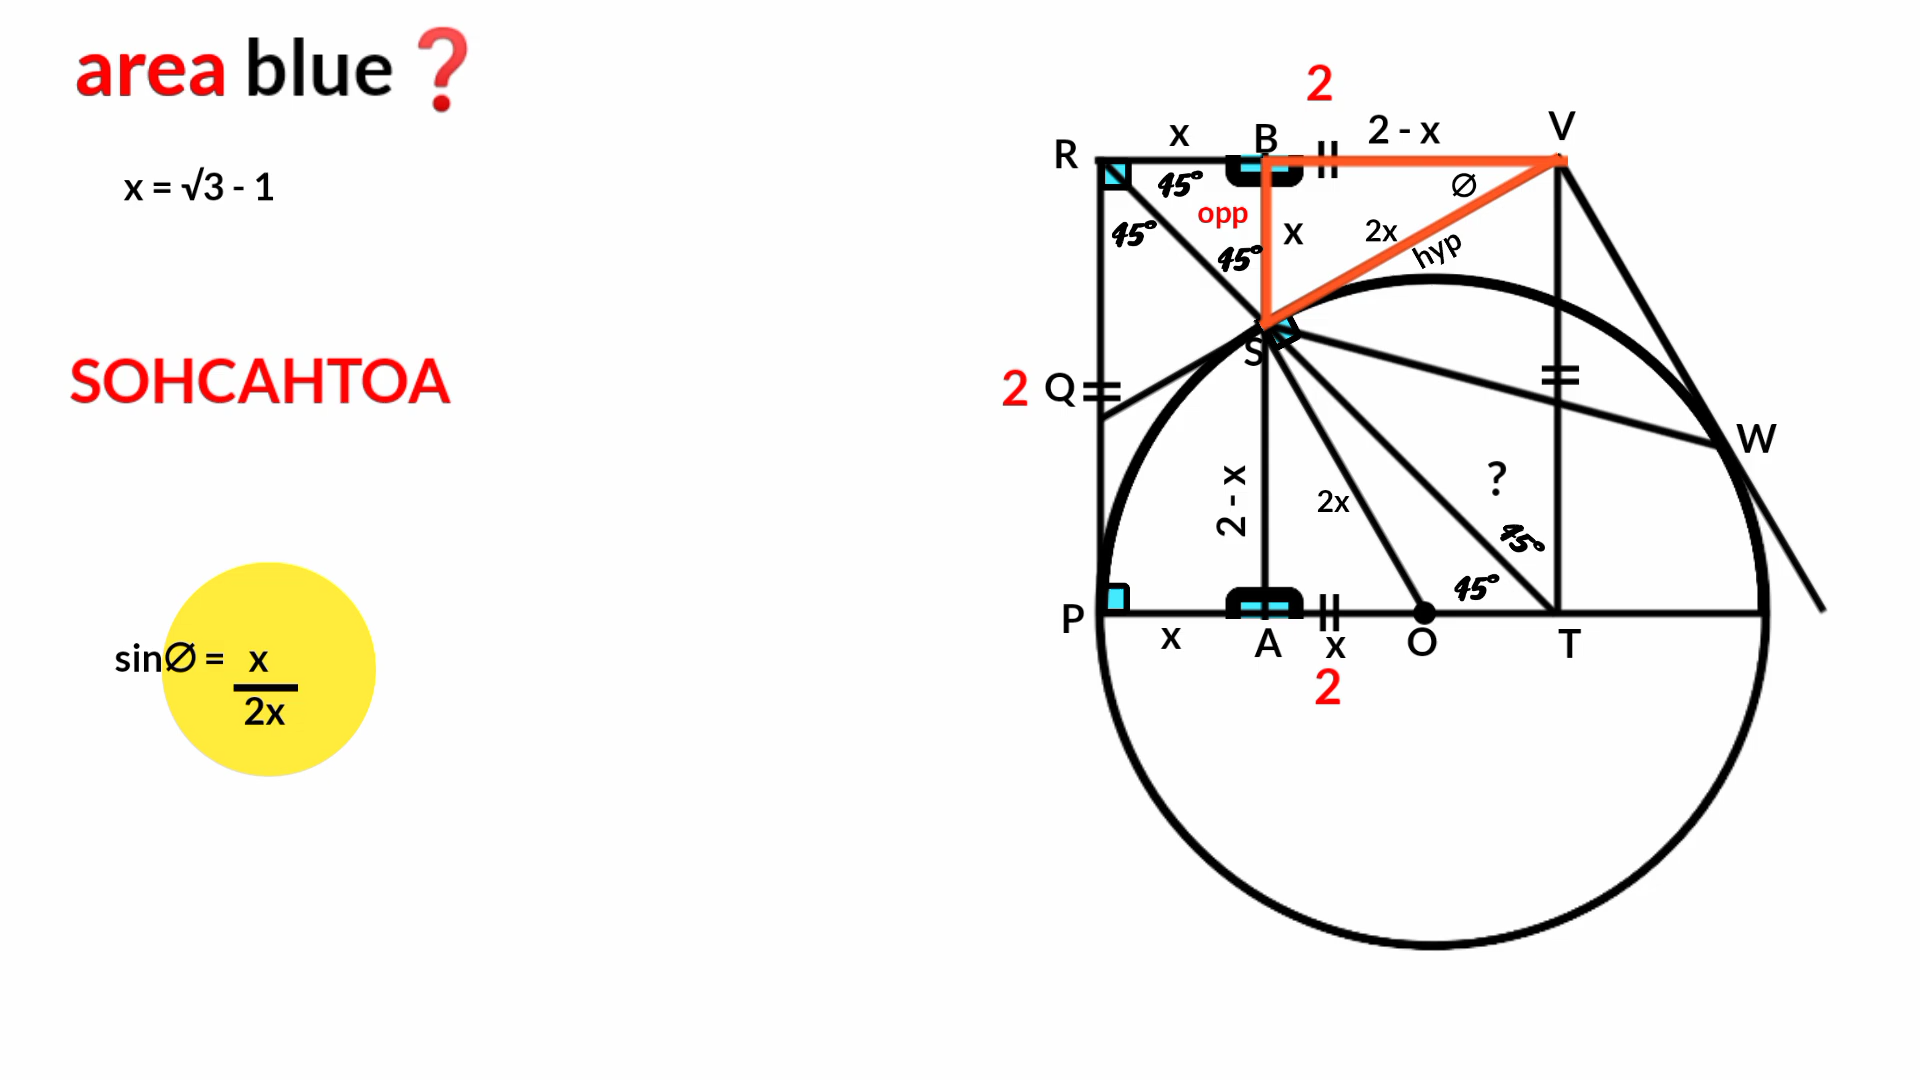 area blue❓
x = √3 - 1
SOHCAHTOA
sin∅ = x
2x
2
x
B
2 - x
V
R
45°
∅
opp
45°
x
2x
hyp
45°
S
2
Q
W
2 - x
2x
?
45°
45°
P
x
A
x
O
T
2